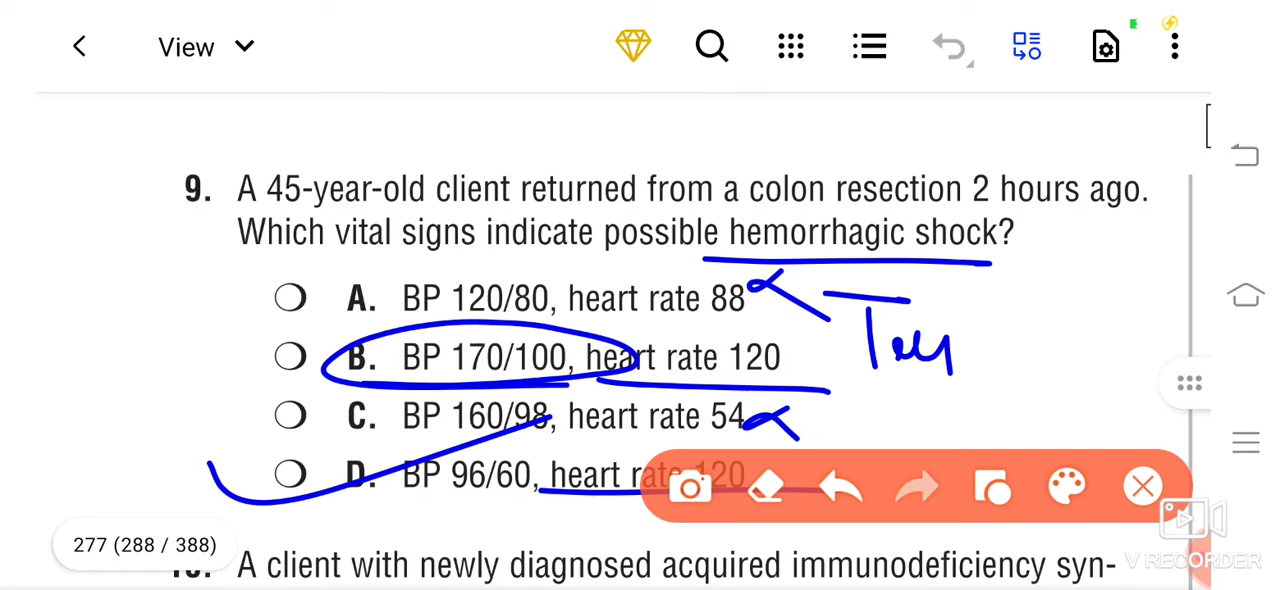 View
9. A 45-year-old client returned from a colon resection 2 hours ago.
Which vital signs indicate possible hemorrhagic shock?
A. BP 120/80, heart rate 88
B. BP 170/100, heart rate 120
C. BP 160/98, heart rate 54
D. BP 96/60, heart rate 120
277 (288 / 388)
10. A client with newly diagnosed acquired immunodeficiency syn-
V RECORDER